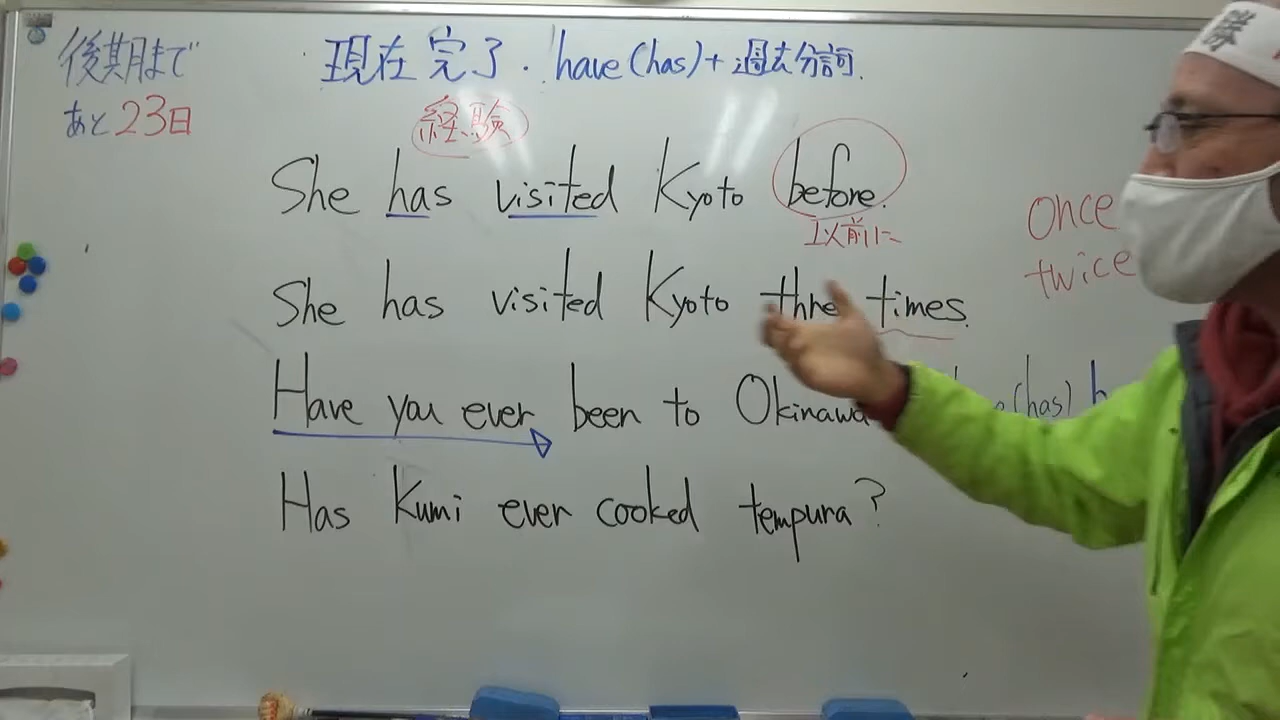 後期まで
あと23日
現在完了. have(has)+過去分詞.
経験
She has visited Kyoto before.
以前に
once
twice
She has visited Kyoto three times.
Have you ever been to Okinawa
(has)
Has Kumi ever cooked tempura?
勝